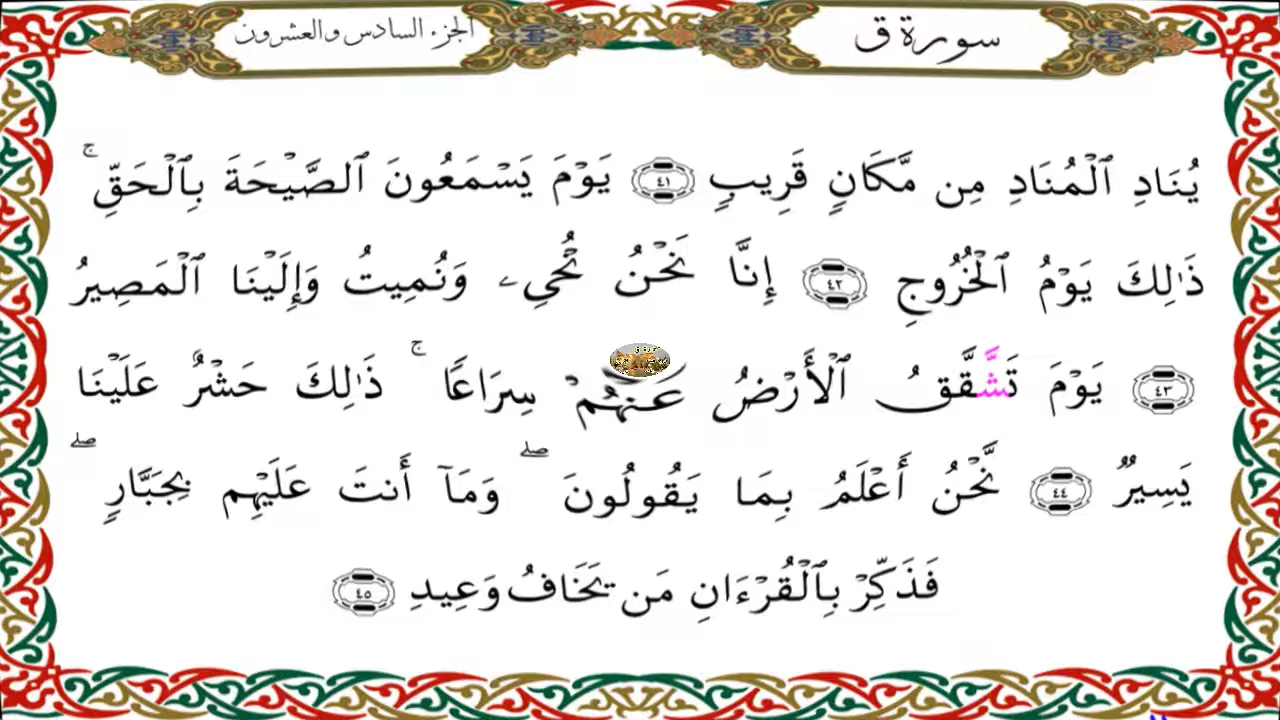 سورة ق
الجزء السادس والعشرون
يُنَادِ ٱلْمُنَادِ مِن مَّكَانٍ قَرِيبٍ ٤١ يَوْمَ يَسْمَعُونَ ٱلصَّيْحَةَ بِٱلْحَقِّ ۚ
ذَٰلِكَ يَوْمُ ٱلْخُرُوجِ ٤٢ إِنَّا نَحْنُ نُحْىِۦ وَنُمِيتُ وَإِلَيْنَا ٱلْمَصِيرُ
٤٣ يَوْمَ تَشَّقَّقُ ٱلْأَرْضُ عَنْهُمْ سِرَاعًا ۚ ذَٰلِكَ حَشْرٌ عَلَيْنَا
يَسِيرٌ ٤٤ نَّحْنُ أَعْلَمُ بِمَا يَقُولُونَ ۖ وَمَآ أَنتَ عَلَيْهِم بِجَبَّارٍ ۖ
فَذَكِّرْ بِٱلْقُرْءَانِ مَن يَخَافُ وَعِيدِ ٤٥